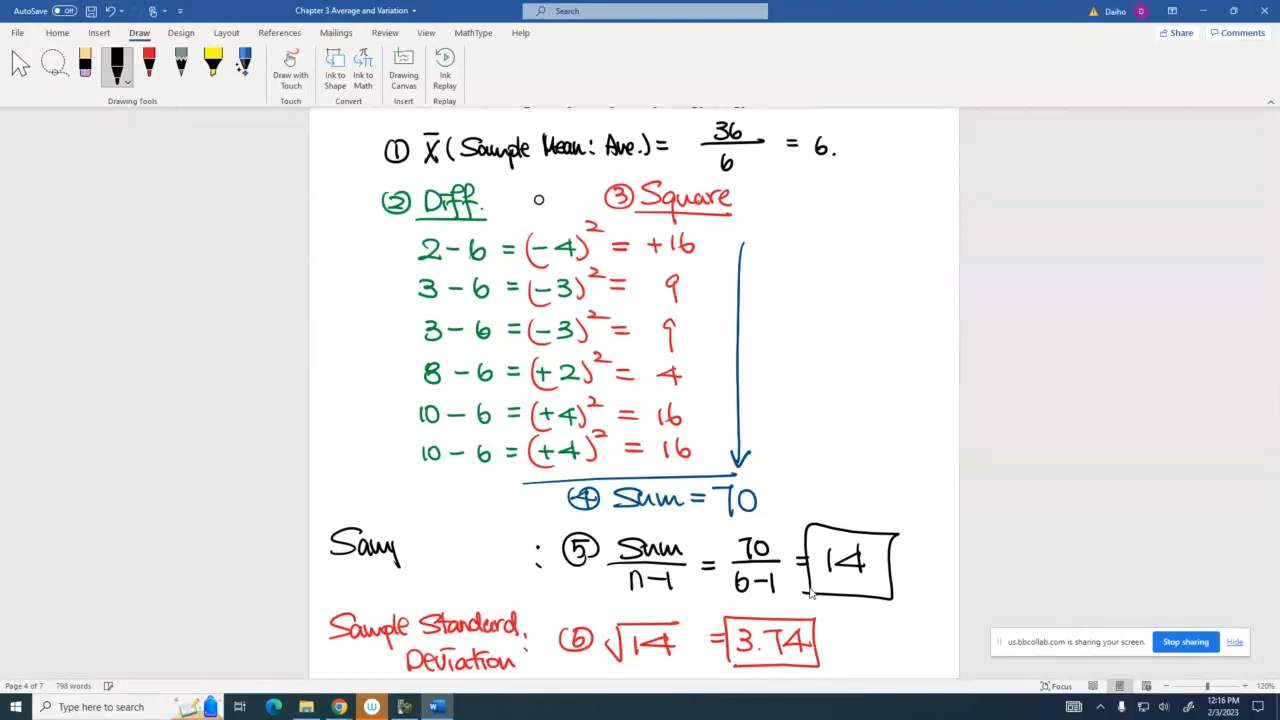 AutoSave Off
Chapter 3 Average and Variation
Search
Daiho D
File Home Insert Draw Design Layout References Mailings Review View MathType Help
Share Comments
Draw with Touch
Ink to Shape
Ink to Math
Drawing Canvas
Ink Replay
Drawing Tools Touch Convert Insert Replay
① X̄ (Sample Mean: Ave.) = 36/6 = 6.
② Diff. ③ Square
2 - 6 = (-4)² = +16
3 - 6 = (-3)² = 9
3 - 6 = (-3)² = 9
8 - 6 = (+2)² = 4
10 - 6 = (+4)² = 16
10 - 6 = (+4)² = 16
④ Sum = 70
Sam : ⑤ Sum/n-1 = 70/6-1 = 14
Sample Standard Deviation : ⑥ √14 = 3.74
us.bbcollab.com is sharing your screen. Stop sharing Hide
Page 4 of 7 798 words Focus 120%
Type here to search
12:16 PM
2/3/2023